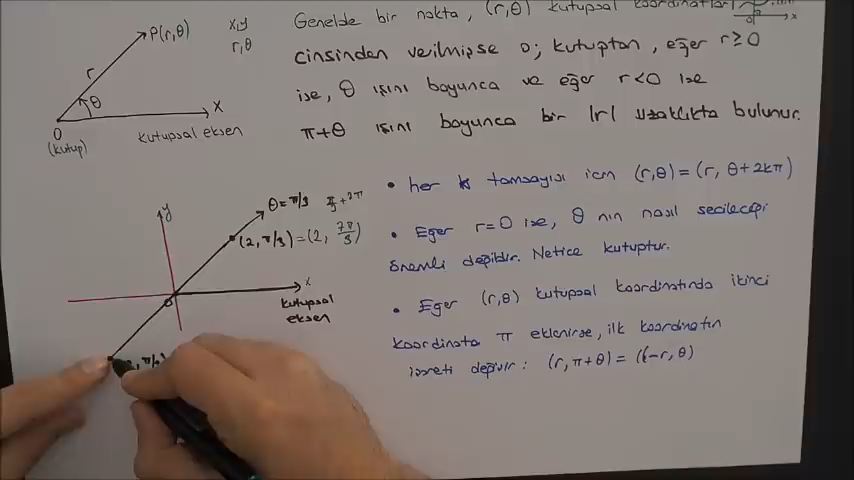 P(r,θ)
x,y
r,θ
r
θ
x
O
(kutup)
kutupsal eksen
Genelde bir nokta, (r,θ) kutupsal koordinatları
x
cinsinden verilmişse O; kutuptan, eğer r≥0
ise, θ ışını boyunca ve eğer r<0 ise
π+θ ışını boyunca bir |r| uzaklıkta bulunur.
y
θ=π/3 π/3+2π
(2,π/3)=(2, 7π/3)
x
O
kutupsal
eksen
• her k tamsayısı için (r,θ)=(r, θ+2kπ)
• Eğer r=0 ise, θ nın nasıl seçileceği
önemli değildir. Netice kutuptur.
• Eğer (r,θ) kutupsal koordinatında ikinci
koordinata π eklenirse, ilk koordinatın
işareti değişir: (r,π+θ) = (-r,θ)